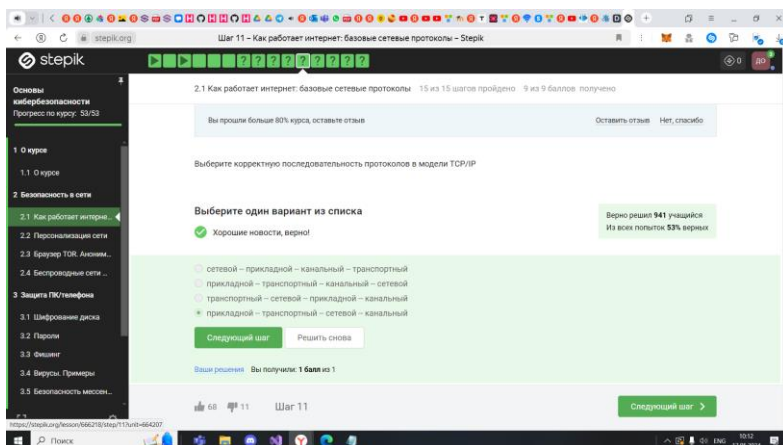 stepik.org
Шаг 11 – Как работает интернет: базовые сетевые протоколы – Stepik
stepik
0
ДО
Основы кибербезопасности
Прогресс по курсу: 53/53
2.1 Как работает интернет: базовые сетевые протоколы 15 из 15 шагов пройдено 9 из 9 баллов получено
Вы прошли больше 80% курса, оставьте отзыв
Оставить отзыв Нет, спасибо
1 О курсе
1.1 О курсе
2 Безопасность в сети
2.1 Как работает интерне...
2.2 Персонализация сети
2.3 Браузер TOR. Аноним...
2.4 Беспроводные сети ...
3 Защита ПК/телефона
3.1 Шифрование диска
3.2 Пароли
3.3 Фишинг
3.4 Вирусы. Примеры
3.5 Безопасность мессен...
Выберите корректную последовательность протоколов в модели TCP/IP
Выберите один вариант из списка
Хорошие новости, верно!
Верно решил 941 учащийся
Из всех попыток 53% верных
сетевой – прикладной – канальный – транспортный
прикладной – транспортный – канальный – сетевой
транспортный – сетевой – прикладной – канальный
прикладной – транспортный – сетевой – канальный
Следующий шаг
Решить снова
Ваши решения Вы получили: 1 балл из 1
68 11 Шаг 11
Следующий шаг
https://stepik.org/lesson/666218/step/11?unit=664207
Поиск
ENG
10:12